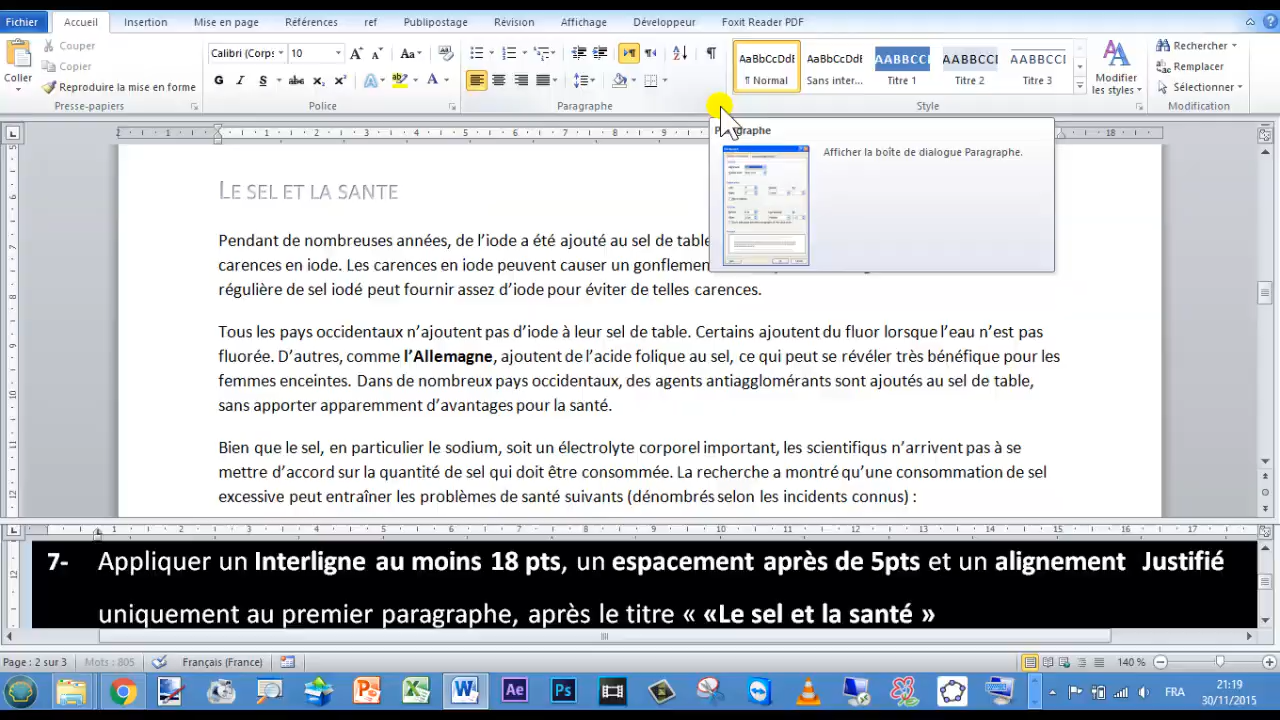 Fichier Accueil Insertion Mise en page Références ref Publipostage Révision Affichage Développeur Foxit Reader PDF
Coller
Couper
Copier
Reproduire la mise en forme
Presse-papiers
Calibri (Corps 10
Police
Paragraphe
AaBbCcDdE AaBbCcDdE AABBCCI AABBCCI AABBCCI
¶ Normal Sans inter... Titre 1 Titre 2 Titre 3
Style
Modifier
les styles
Rechercher
Remplacer
Sélectionner
Modification
Afficher la boîte de dialogue Paragraphe.
LE SEL ET LA SANTE
Pendant de nombreuses années, de l’iode a été ajouté au sel de table
carences en iode. Les carences en iode peuvent causer un gonflemen
régulière de sel iodé peut fournir assez d’iode pour éviter de telles carences.
Tous les pays occidentaux n’ajoutent pas d’iode à leur sel de table. Certains ajoutent du fluor lorsque l’eau n’est pas
fluorée. D’autres, comme l’Allemagne, ajoutent de l’acide folique au sel, ce qui peut se révéler très bénéfique pour les
femmes enceintes. Dans de nombreux pays occidentaux, des agents antiagglomérants sont ajoutés au sel de table,
sans apporter apparemment d’avantages pour la santé.
Bien que le sel, en particulier le sodium, soit un électrolyte corporel important, les scientifiqus n’arrivent pas à se
mettre d’accord sur la quantité de sel qui doit être consommée. La recherche a montré qu’une consommation de sel
excessive peut entraîner les problèmes de santé suivants (dénombrés selon les incidents connus) :
7- Appliquer un Interligne au moins 18 pts, un espacement après de 5pts et un alignement Justifié
uniquement au premier paragraphe, après le titre « «Le sel et la santé »
Page : 2 sur 3 Mots : 805 Français (France) 140 %
FRA
21:19
30/11/2015